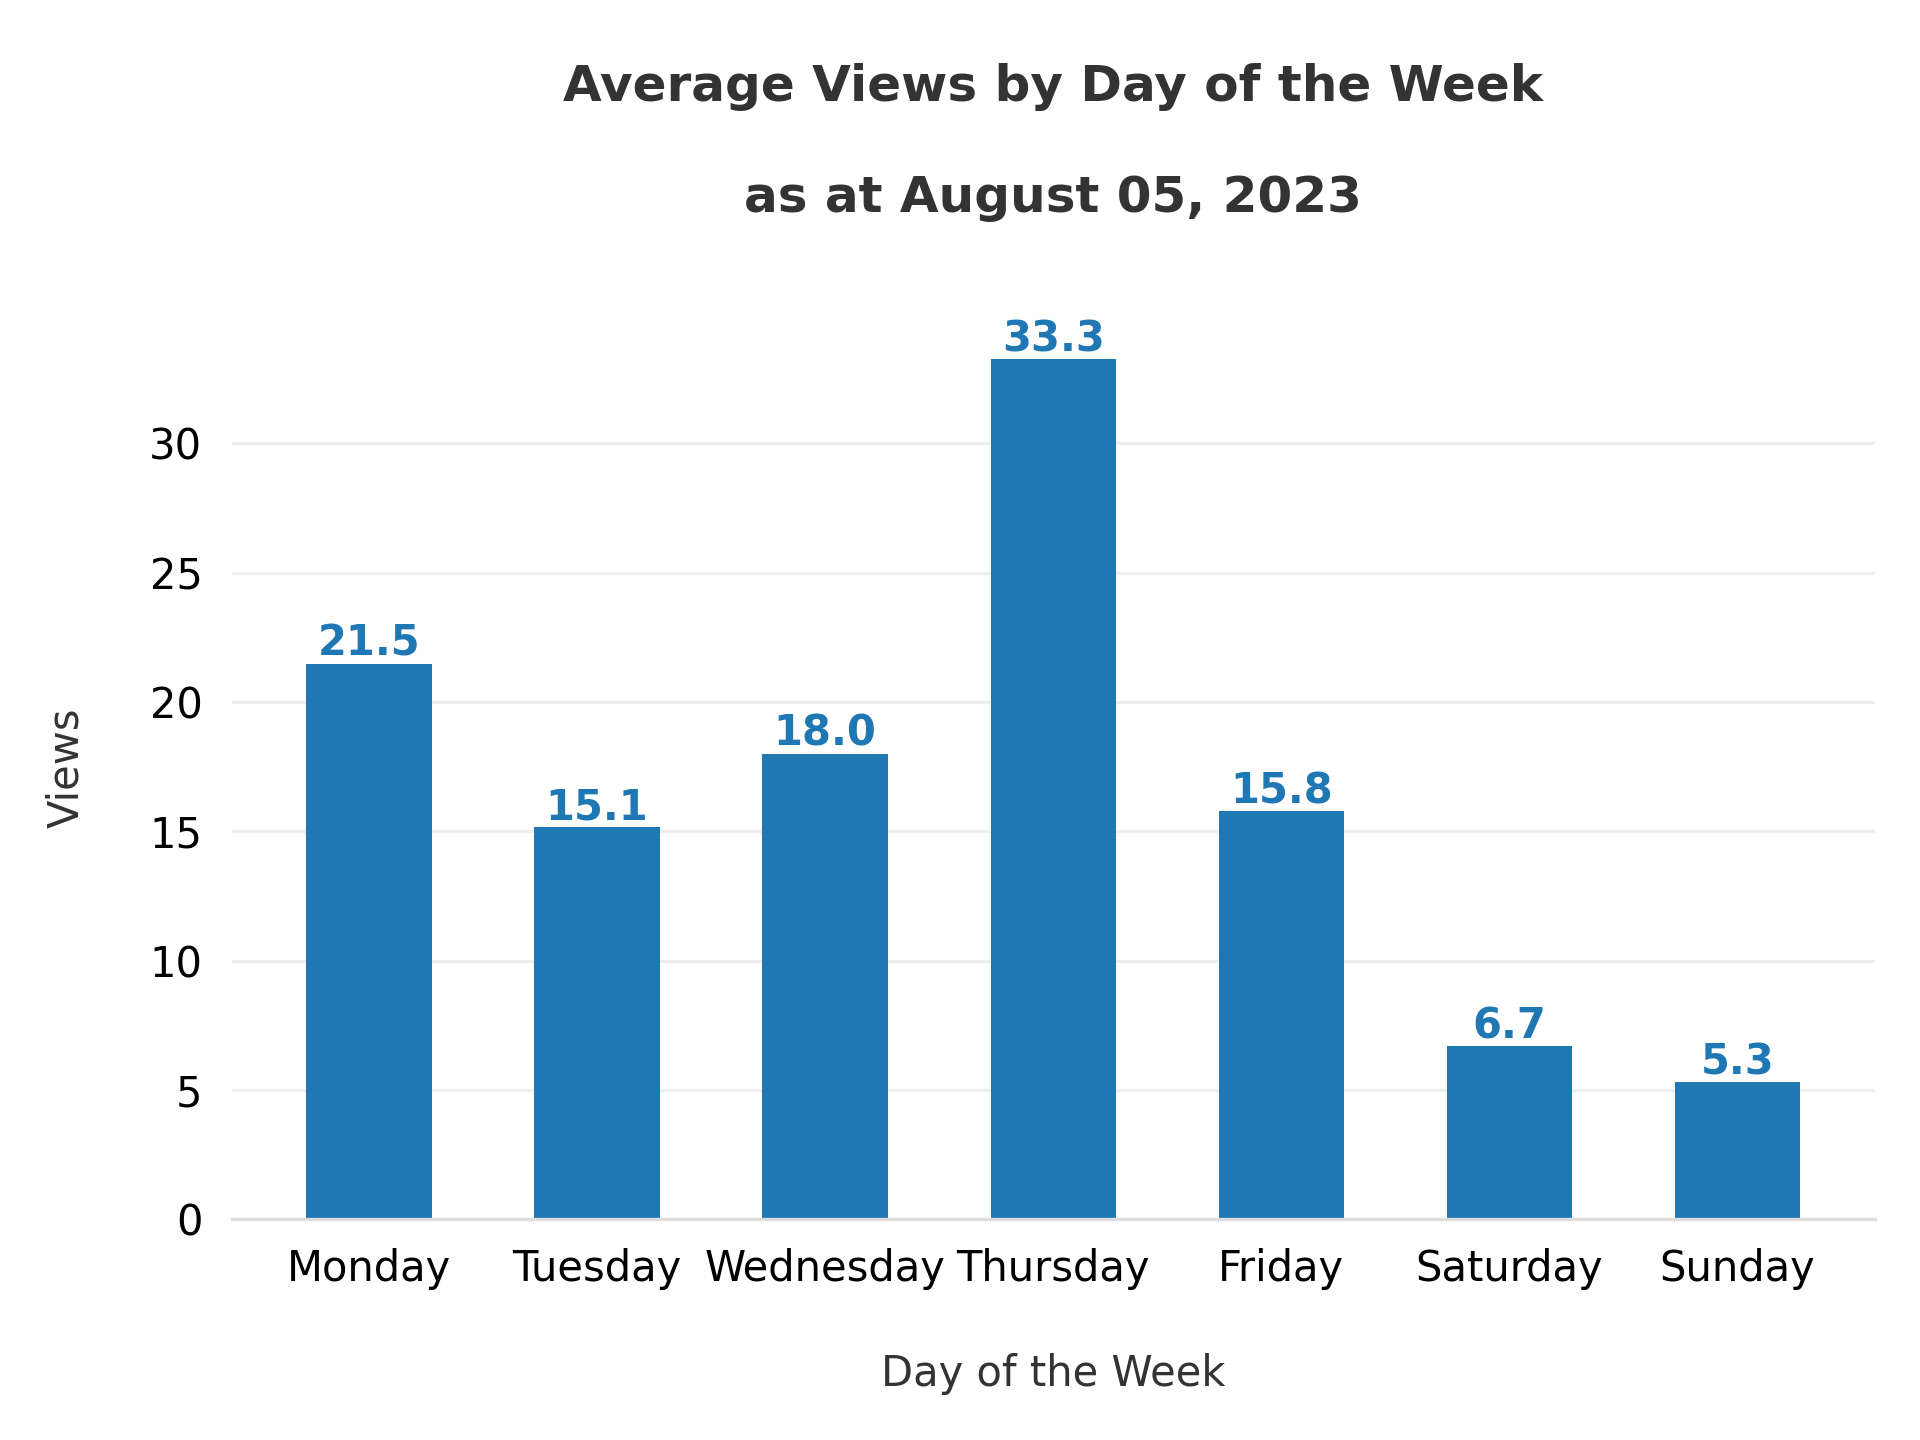 Average Views by Day of the Week
as at August 05, 2023
33.3
30
25
21.5
20
18.0
15.8
15.1
15
10
6.7
5.3
5
0
Views
Monday Tuesday Wednesday Thursday Friday Saturday Sunday
Day of the Week